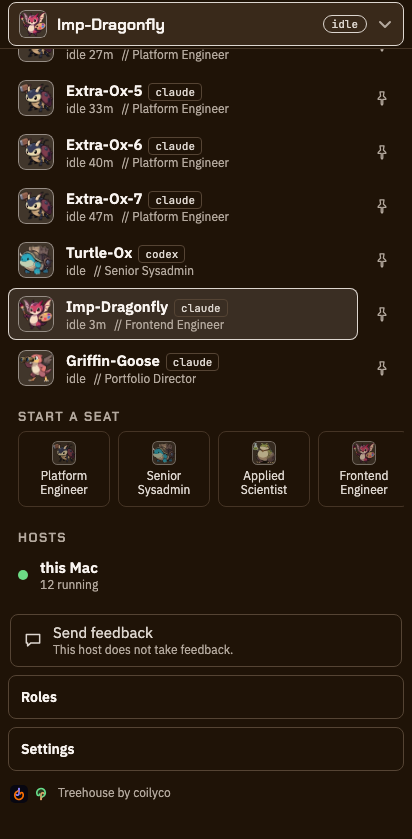 Imp-Dragonfly idle
idle 27m // Platform Engineer
Extra-Ox-5 claude
idle 33m // Platform Engineer
Extra-Ox-6 claude
idle 40m // Platform Engineer
Extra-Ox-7 claude
idle 47m // Platform Engineer
Turtle-Ox codex
idle // Senior Sysadmin
Imp-Dragonfly claude
idle 3m // Frontend Engineer
Griffin-Goose claude
idle // Portfolio Director
START A SEAT
Platform Engineer
Senior Sysadmin
Applied Scientist
Frontend Engineer
HOSTS
this Mac
12 running
Send feedback
This host does not take feedback.
Roles
Settings
Treehouse by coilyco